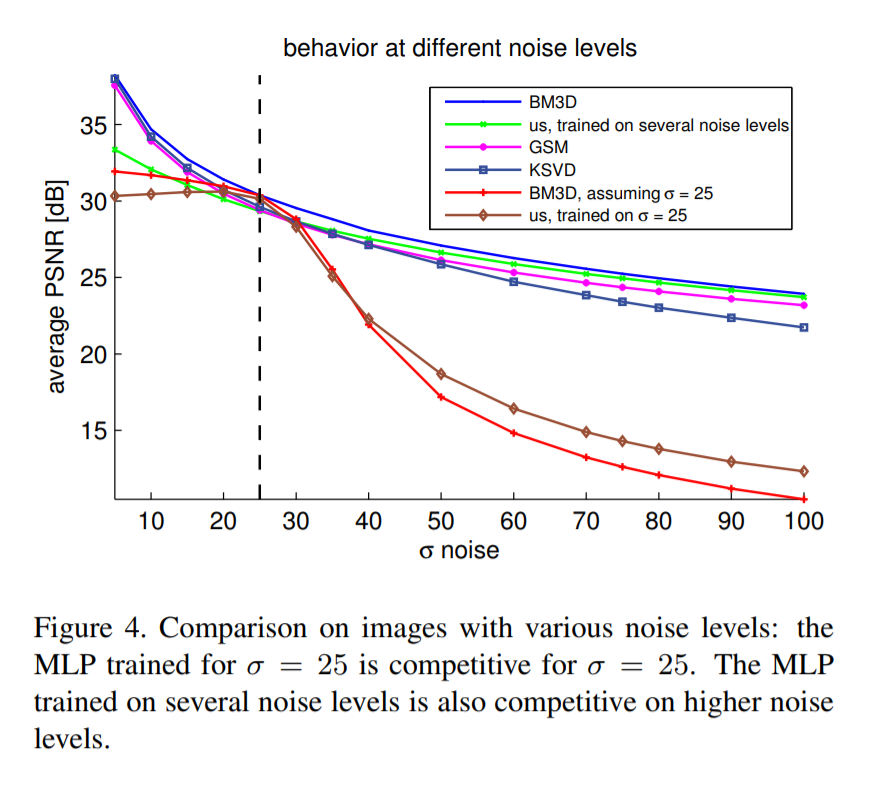 behavior at different noise levels
BM3D
us, trained on several noise levels
GSM
KSVD
BM3D, assuming σ = 25
us, trained on σ = 25
average PSNR [dB]
35
30
25
20
15
10 20 30 40 50 60 70 80 90 100
σ noise
Figure 4. Comparison on images with various noise levels: the
MLP trained for σ = 25 is competitive for σ = 25. The MLP
trained on several noise levels is also competitive on higher noise
levels.